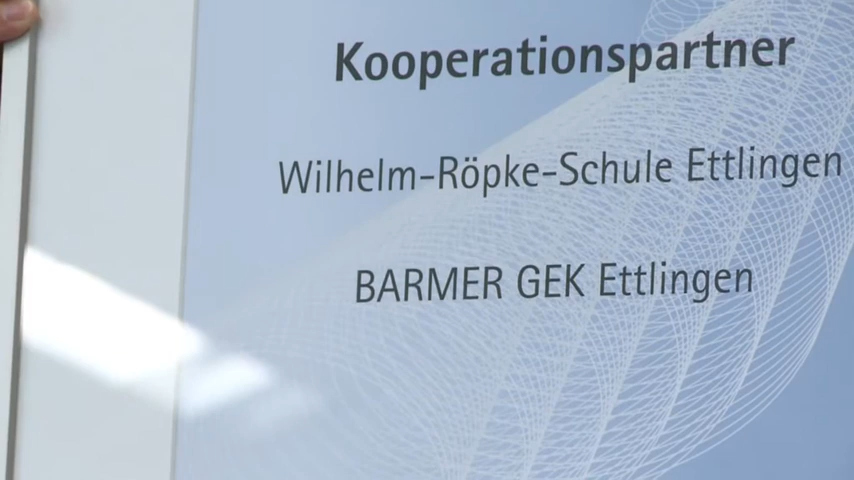 Kooperationspartner
Wilhelm-Röpke-Schule Ettlingen
BARMER GEK Ettlingen